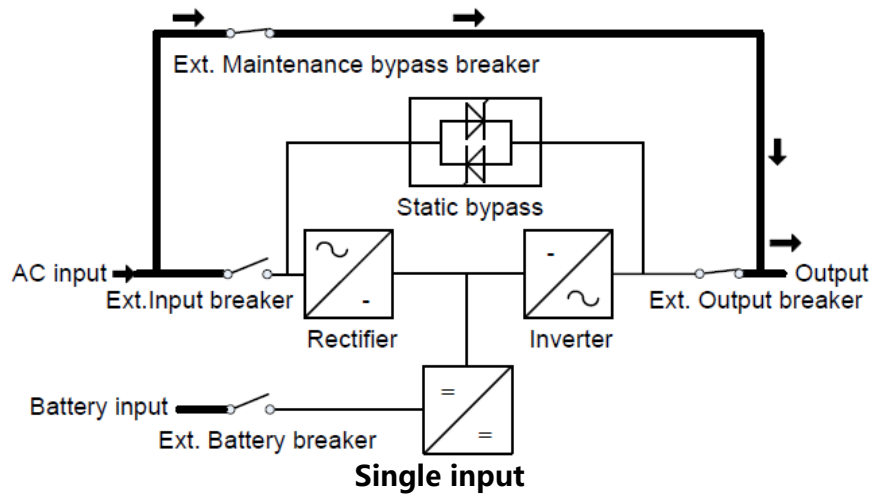 Ext. Maintenance bypass breaker
Static bypass
AC input
Output
Ext.Input breaker
Ext. Output breaker
Rectifier
Inverter
Battery input
Ext. Battery breaker
Single input